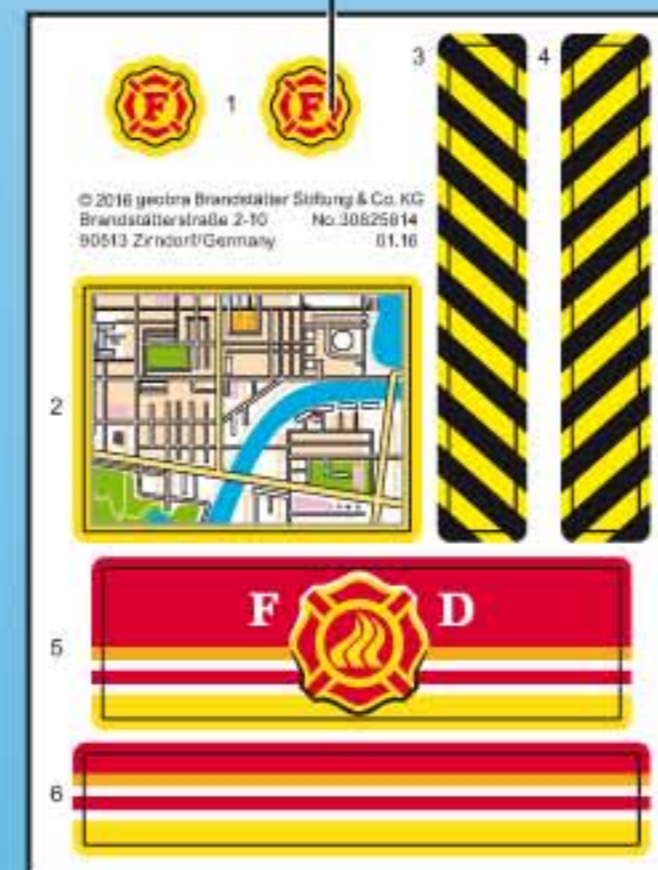 3 4
F 1 F
© 2016 geobra Brandstätter Stiftung & Co. KG
Brandstätterstraße 2-10 No.30825814
90513 Zirndorf/Germany 01.16
2
F D
5
6